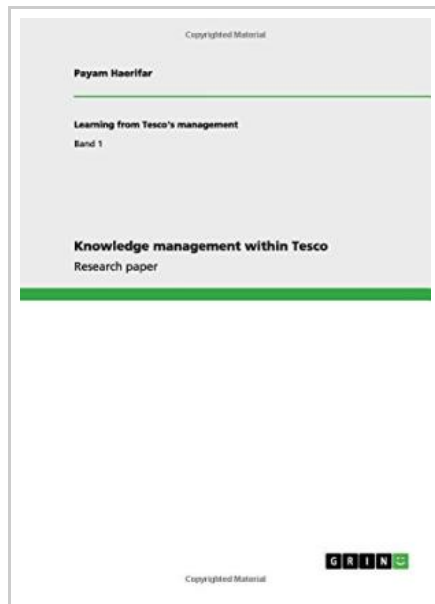 Copyrighted Material
Payam Haerifar
Learning from Tesco's management
Band 1
Knowledge management within Tesco
Research paper
GRIN
Copyrighted Material